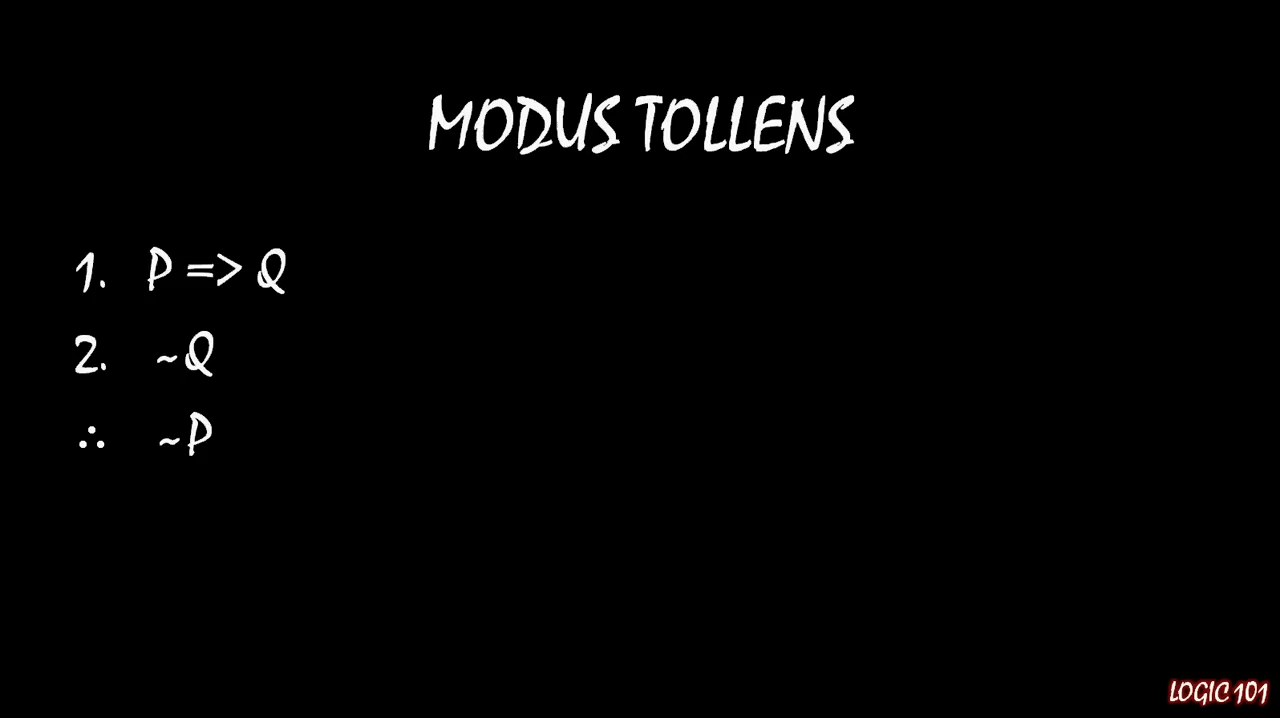 MODUS TOLLENS
1. P => Q
2. ~Q
∴ ~P
LOGIC 101